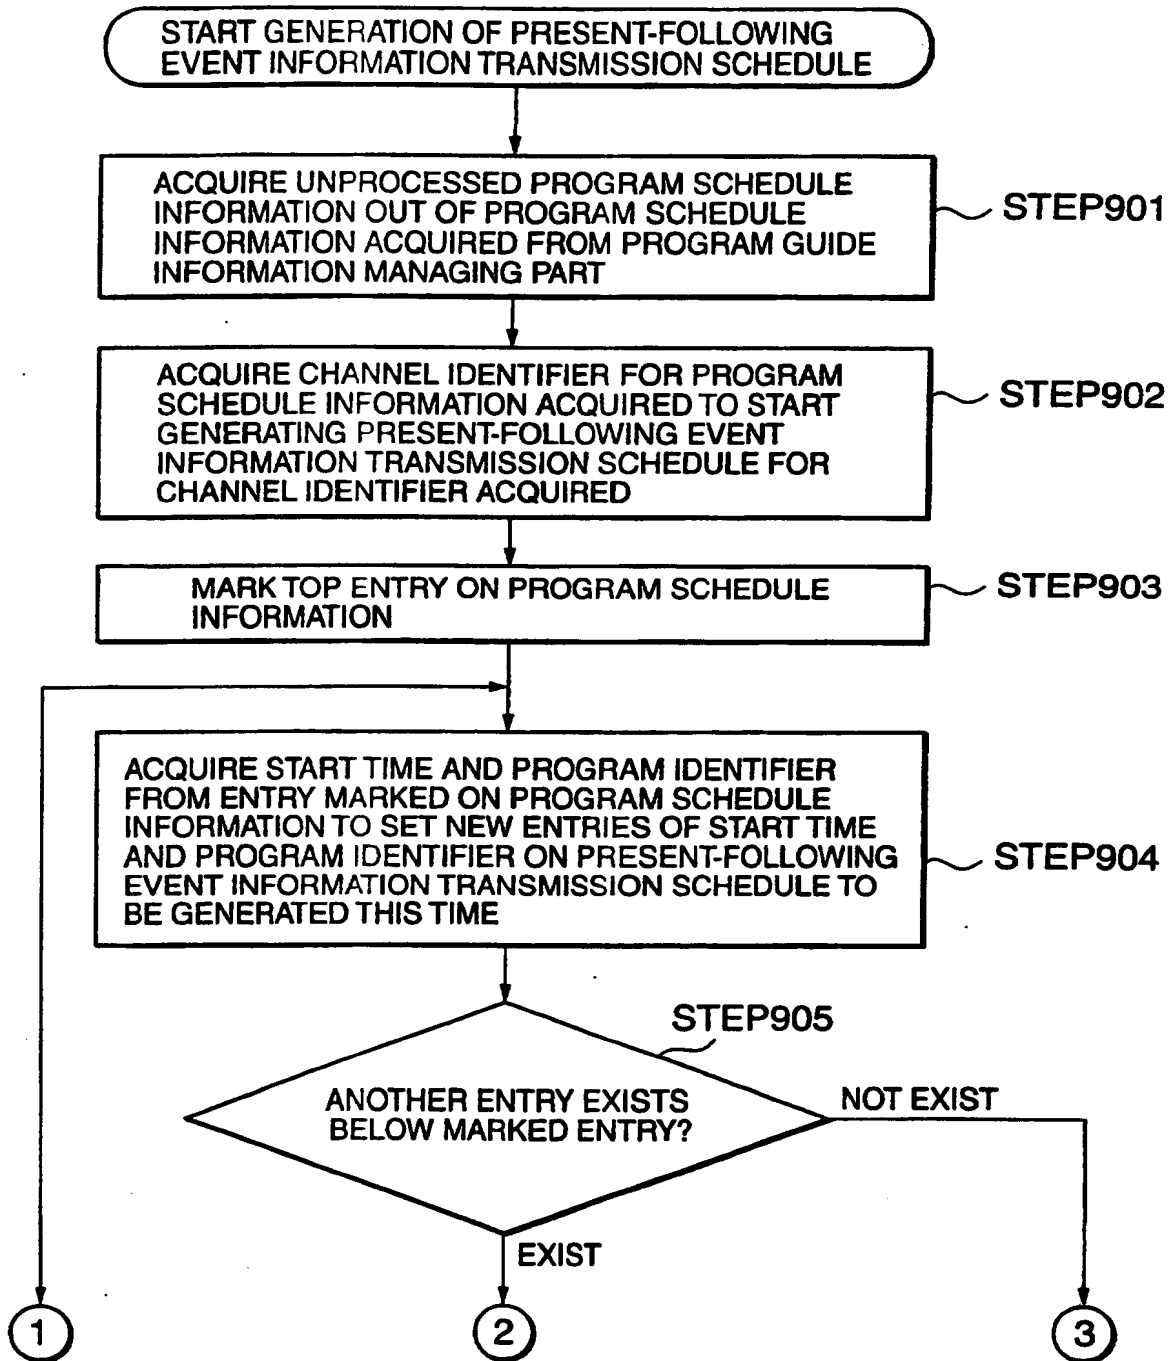 START GENERATION OF PRESENT-FOLLOWING
EVENT INFORMATION TRANSMISSION SCHEDULE
ACQUIRE UNPROCESSED PROGRAM SCHEDULE
INFORMATION OUT OF PROGRAM SCHEDULE
INFORMATION ACQUIRED FROM PROGRAM GUIDE
INFORMATION MANAGING PART
STEP901
ACQUIRE CHANNEL IDENTIFIER FOR PROGRAM
SCHEDULE INFORMATION ACQUIRED TO START
GENERATING PRESENT-FOLLOWING EVENT
INFORMATION TRANSMISSION SCHEDULE FOR
CHANNEL IDENTIFIER ACQUIRED
STEP902
MARK TOP ENTRY ON PROGRAM SCHEDULE
INFORMATION
STEP903
ACQUIRE START TIME AND PROGRAM IDENTIFIER
FROM ENTRY MARKED ON PROGRAM SCHEDULE
INFORMATION TO SET NEW ENTRIES OF START TIME
AND PROGRAM IDENTIFIER ON PRESENT-FOLLOWING
EVENT INFORMATION TRANSMISSION SCHEDULE TO
BE GENERATED THIS TIME
STEP904
STEP905
ANOTHER ENTRY EXISTS
BELOW MARKED ENTRY?
NOT EXIST
EXIST
1
2
3